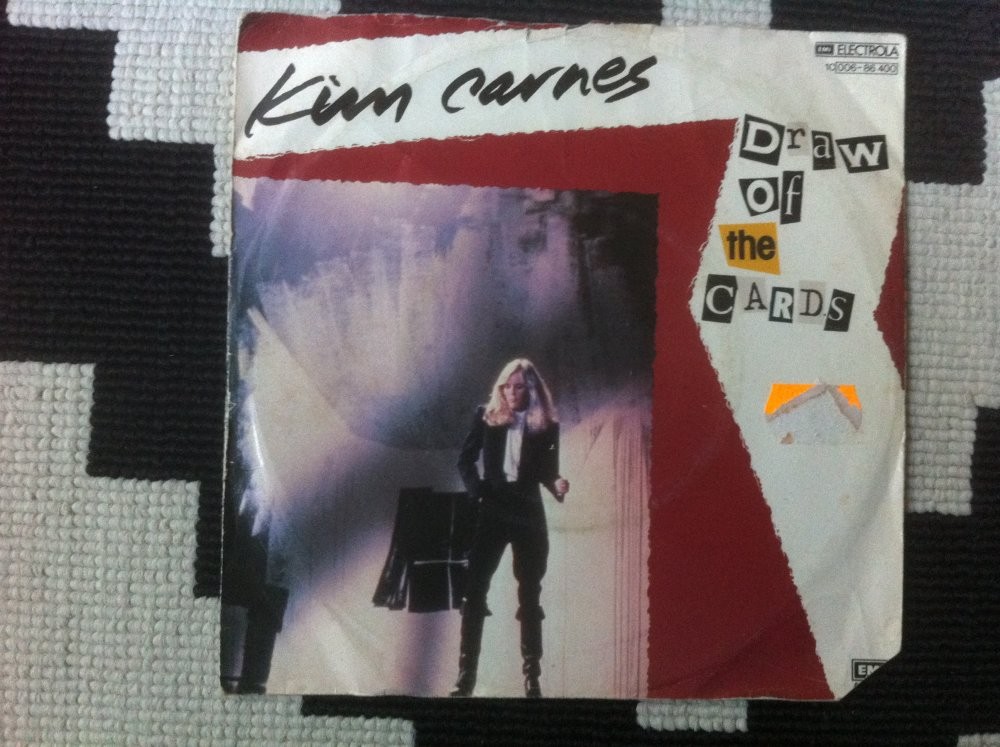 Kim Carnes
EMI ELECTROLA
1C 006-86 400
Draw
Of
the
CARDS
EMI